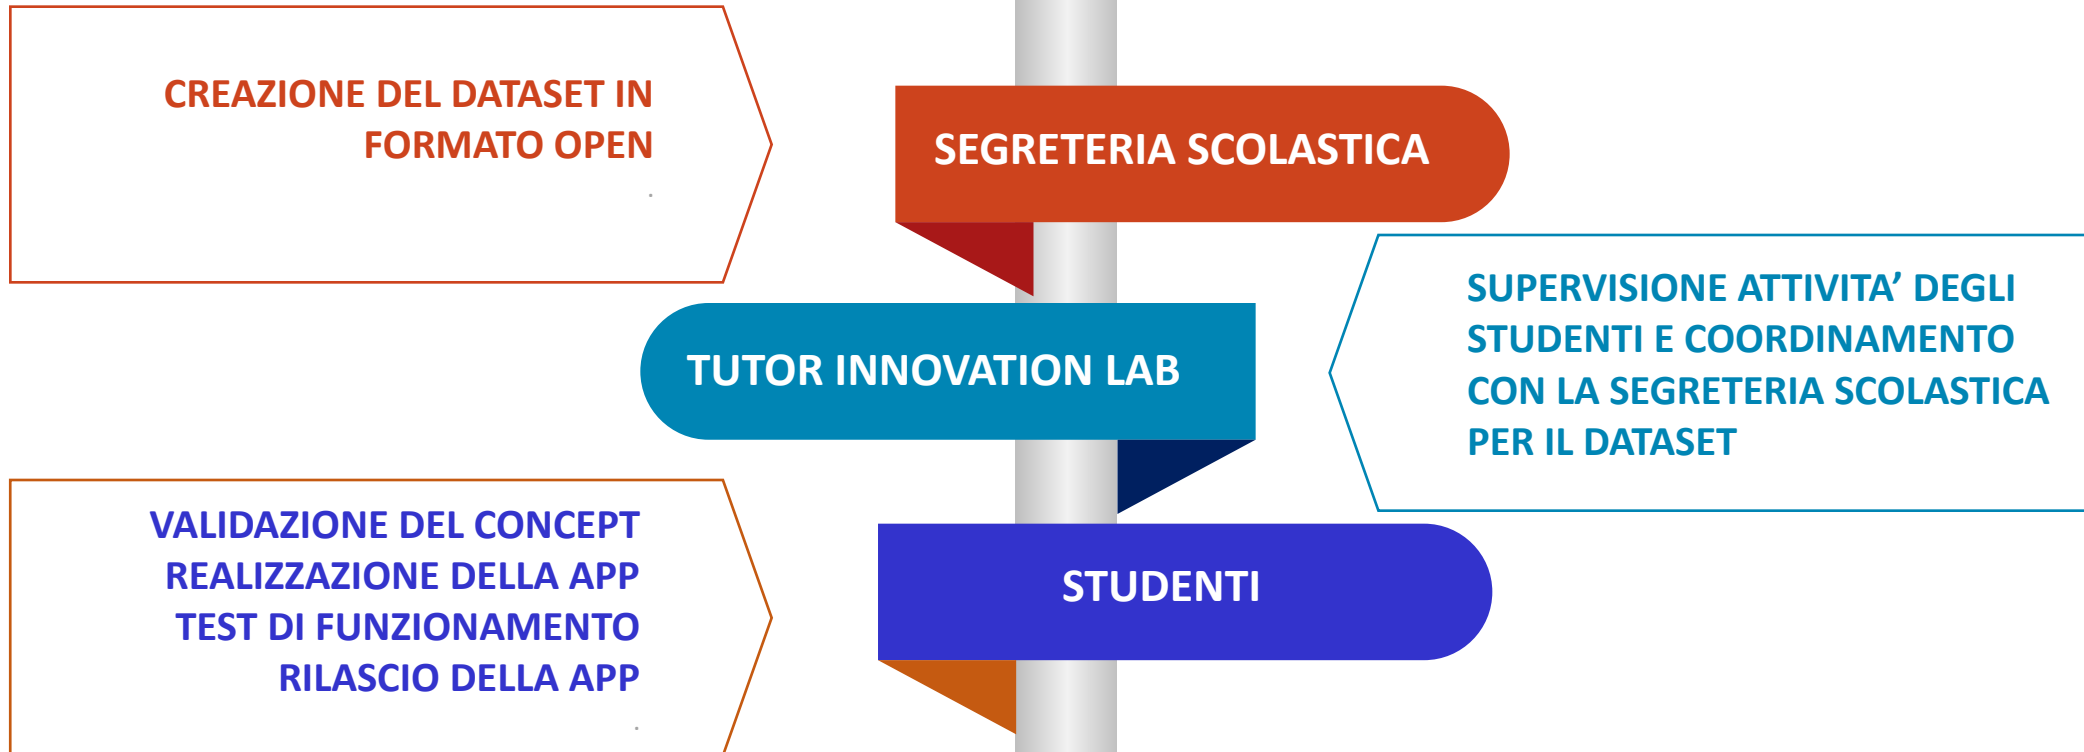 CREAZIONE DEL DATASET IN
FORMATO OPEN
.
SEGRETERIA SCOLASTICA
TUTOR INNOVATION LAB
SUPERVISIONE ATTIVITA’ DEGLI
STUDENTI E COORDINAMENTO
CON LA SEGRETERIA SCOLASTICA
PER IL DATASET
VALIDAZIONE DEL CONCEPT
REALIZZAZIONE DELLA APP
TEST DI FUNZIONAMENTO
RILASCIO DELLA APP
.
STUDENTI